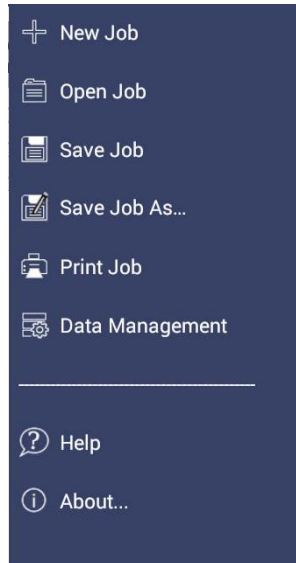 New Job
Open Job
Save Job
Save Job As...
Print Job
Data Management
Help
About...